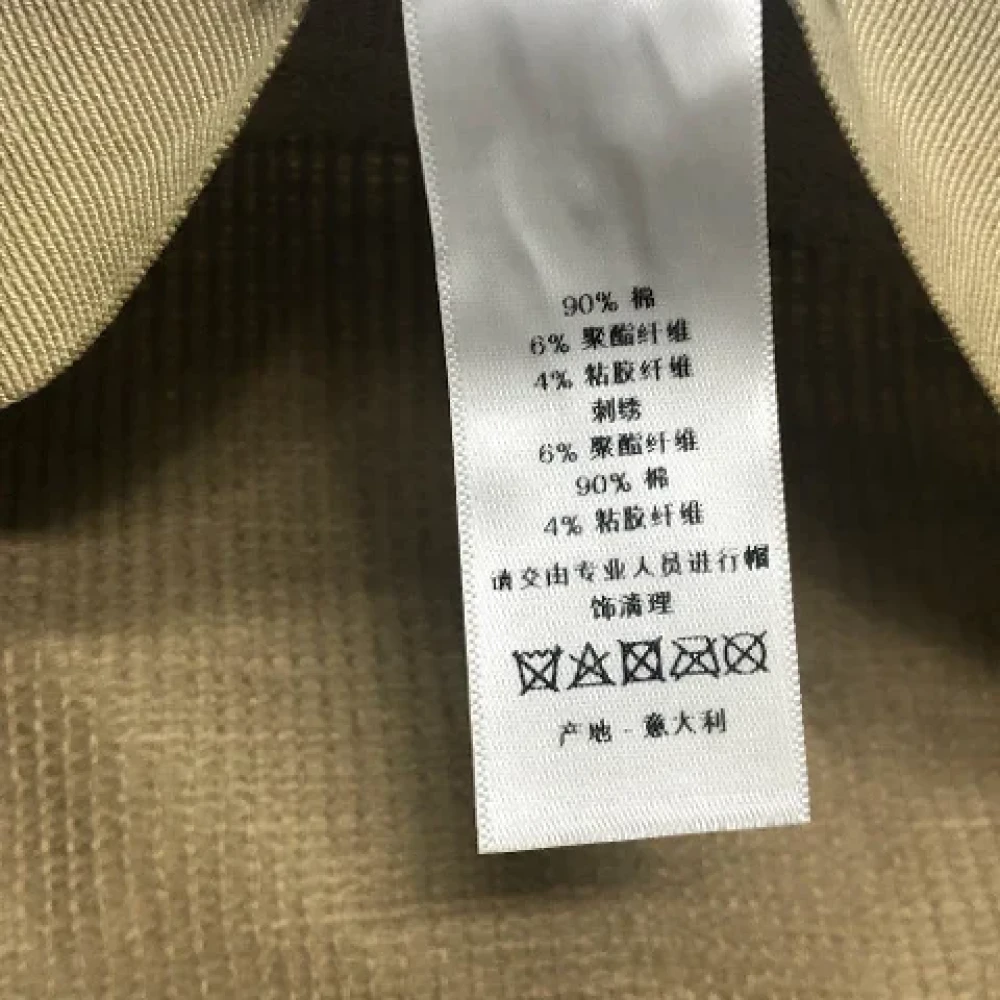 90% 棉
6% 聚酯纤维
4% 粘胶纤维
刺绣
6% 聚酯纤维
90% 棉
4% 粘胶纤维
请交由专业人员进行帽
饰清理
产地 · 意大利